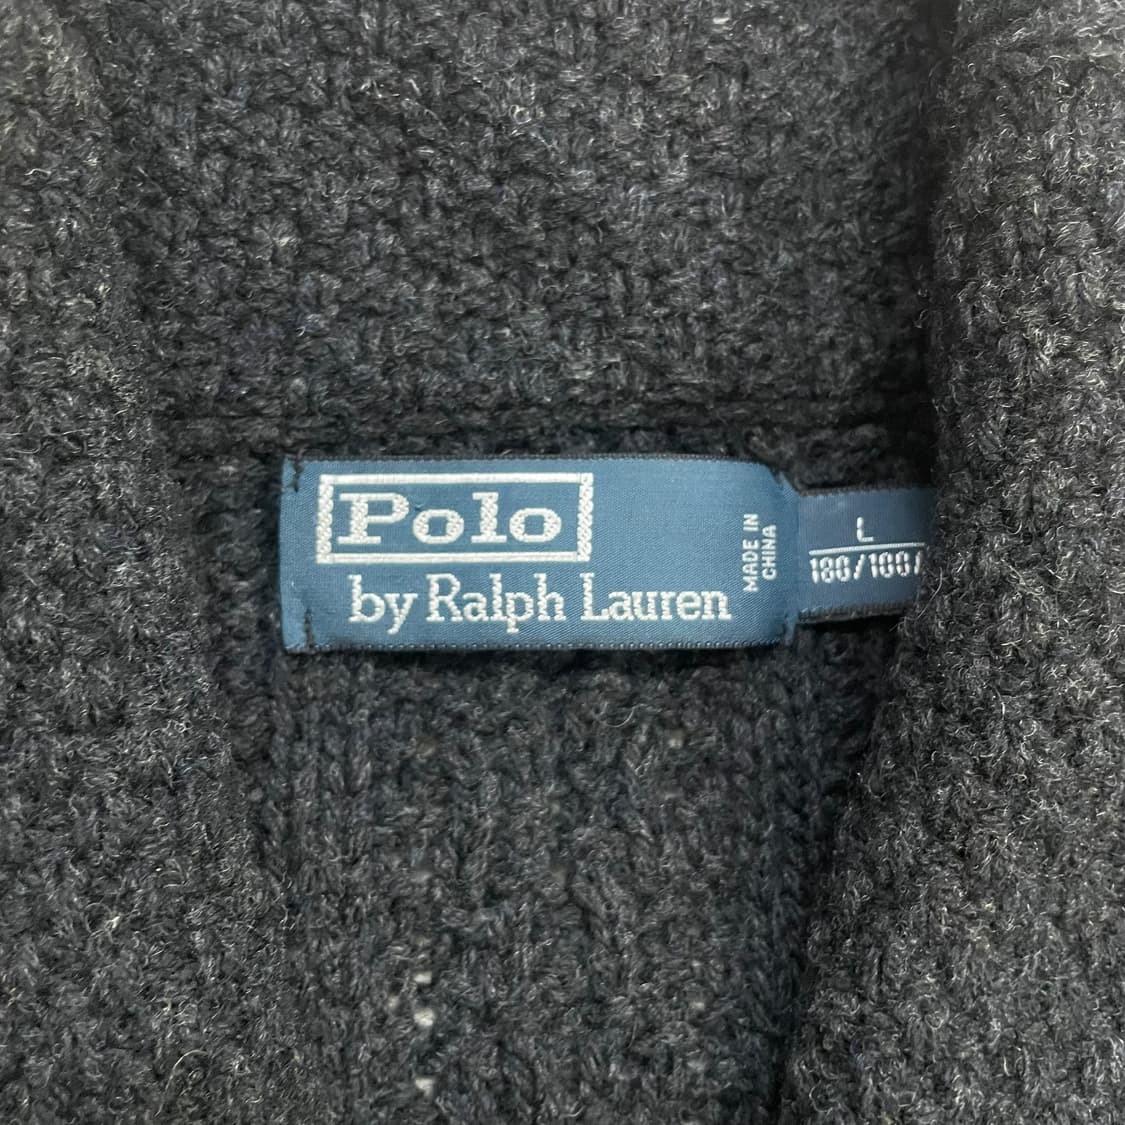 Polo
by Ralph Lauren
MADE IN
CHINA
L
180/100/